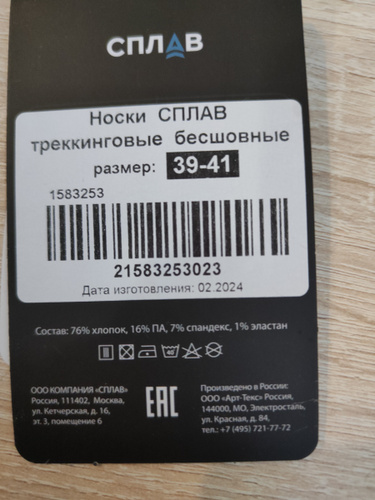 СПЛАВ
Носки СПЛАВ
треккинговые бесшовные
размер: 39-41
1583253
21583253023
Дата изготовления: 02.2024
Состав: 76% хлопок, 16% ПА, 7% спандекс, 1% эластан
40
ООО КОМПАНИЯ «СПЛАВ»
Россия, 111402, Москва,
ул. Кетчерская, д. 16,
эт. 3, помещение 6
ЕАС
Произведено в России:
ООО «Арт-Текс» Россия,
144000, МО, Электросталь,
ул. Красная, д. 84,
тел.: +7 (495) 721-77-72